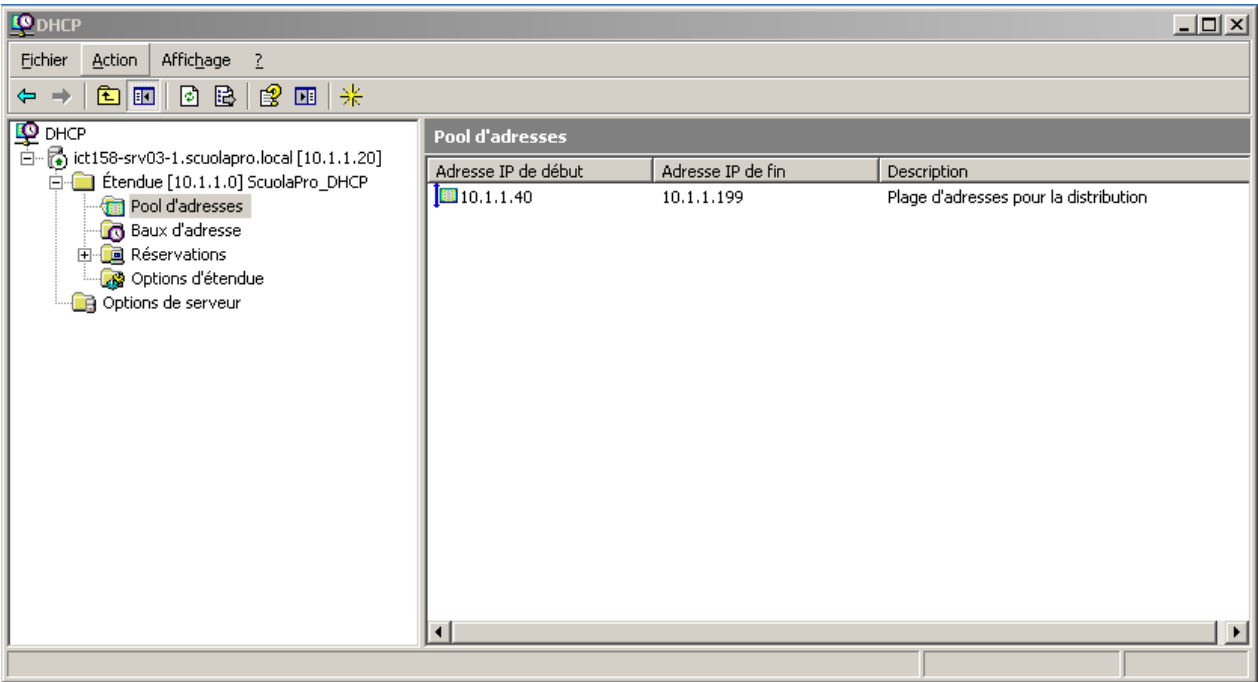 DHCP
Fichier Action Affichage ?
DHCP
ict158-srv03-1.scuolapro.local [10.1.1.20]
Étendue [10.1.1.0] ScuolaPro_DHCP
Pool d'adresses
Baux d'adresse
Réservations
Options d'étendue
Options de serveur
Pool d'adresses
Adresse IP de début Adresse IP de fin Description
10.1.1.40 10.1.1.199 Plage d'adresses pour la distribution